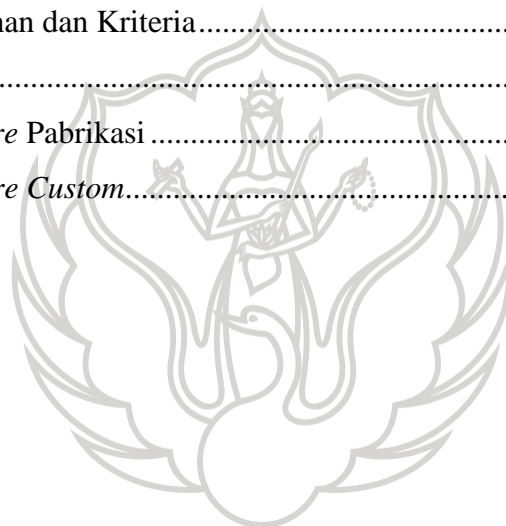 nan dan Kriteria................................................
................................................................................
re Pabrikasi......................................................
re Custom.........................................................